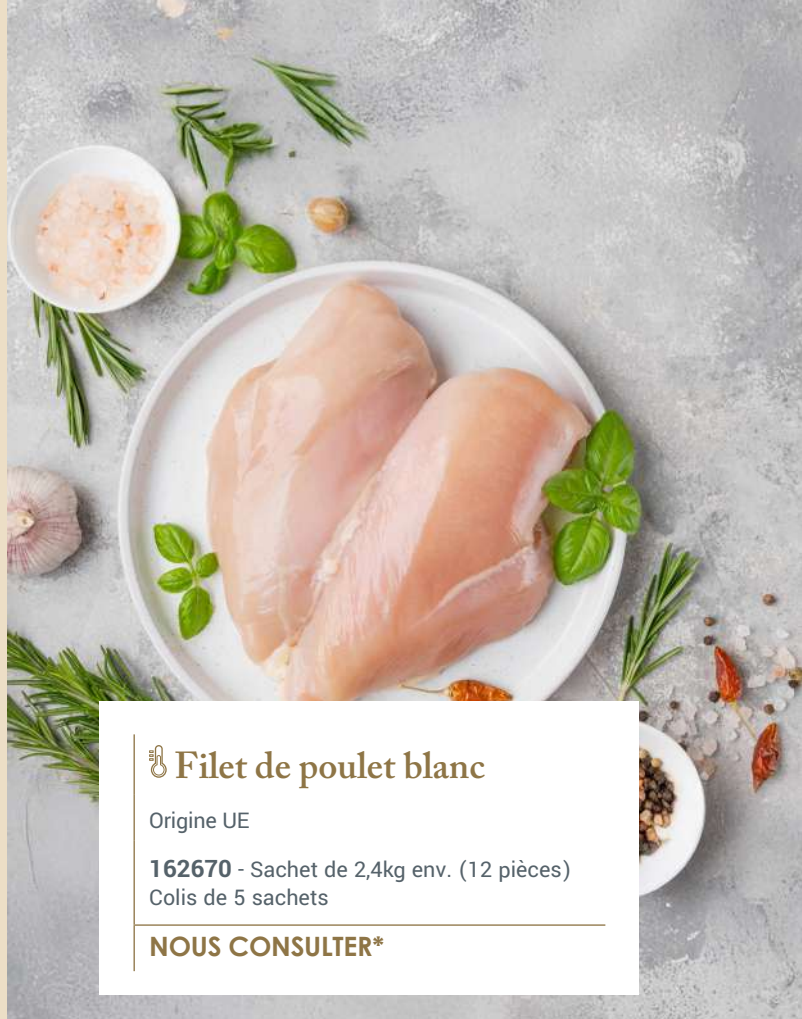 Filet de poulet blanc
Origine UE
162670 - Sachet de 2,4kg env. (12 pièces)
Colis de 5 sachets
NOUS CONSULTER*